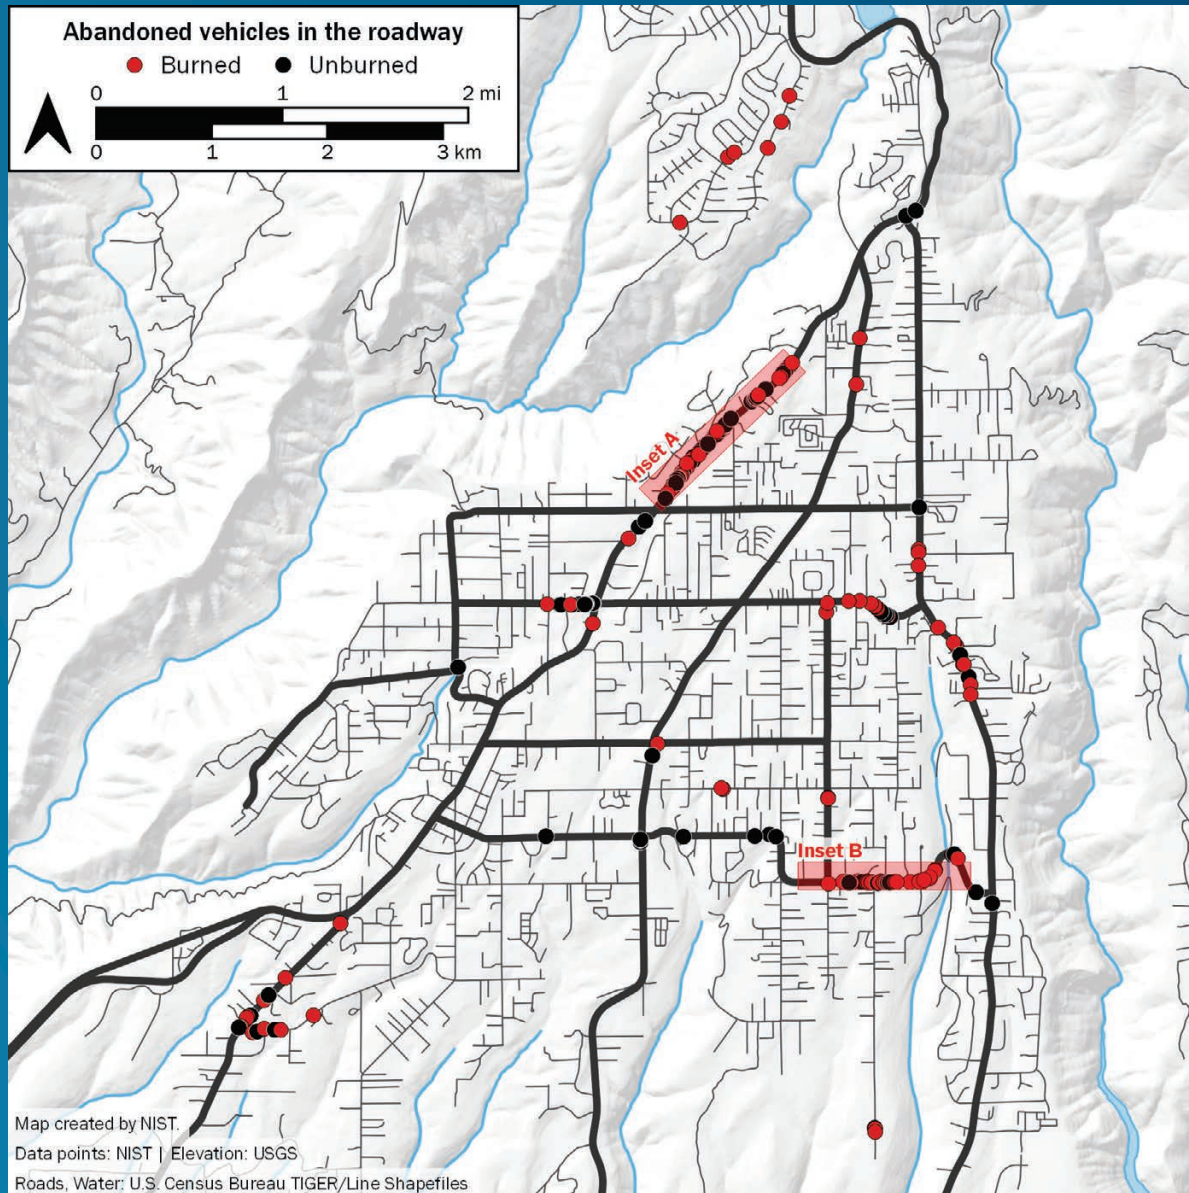 Abandoned vehicles in the roadway
Burned Unburned
0 1 2 mi
0 1 2 3 km
Inset A
Inset B
Map created by NIST.
Data points: NIST | Elevation: USGS
Roads, Water: U.S. Census Bureau TIGER/Line Shapefiles